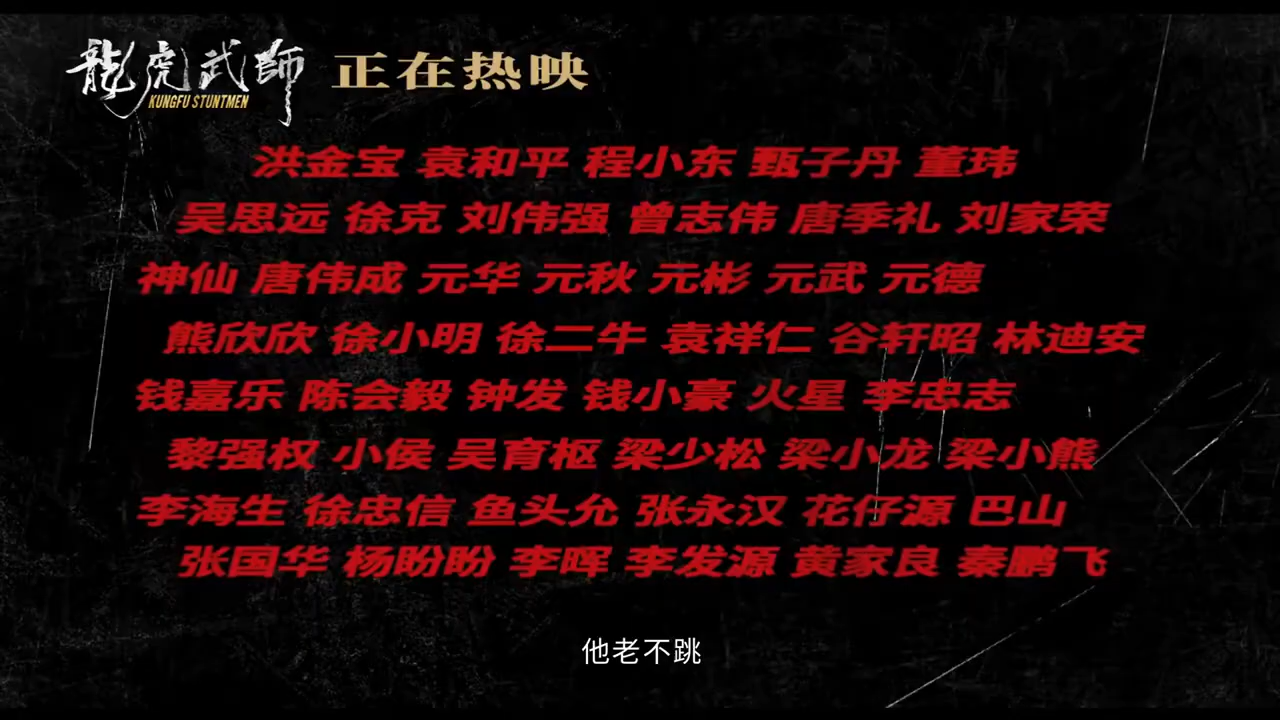 龍虎武師 正在热映
KUNGFU STUNTMEN
洪金宝 袁和平 程小东 甄子丹 董玮
吴思远 徐克 刘伟强 曾志伟 唐季礼 刘家荣
神仙 唐伟成 元华 元秋 元彬 元武 元德
熊欣欣 徐小明 徐二牛 袁祥仁 谷轩昭 林迪安
钱嘉乐 陈会毅 钟发 钱小豪 火星 李忠志
黎强权 小侯 吴育枢 梁少松 梁小龙 梁小熊
李海生 徐忠信 鱼头允 张永汉 花仔源 巴山
张国华 杨盼盼 李晖 李发源 黄家良 秦鹏飞
他老不跳